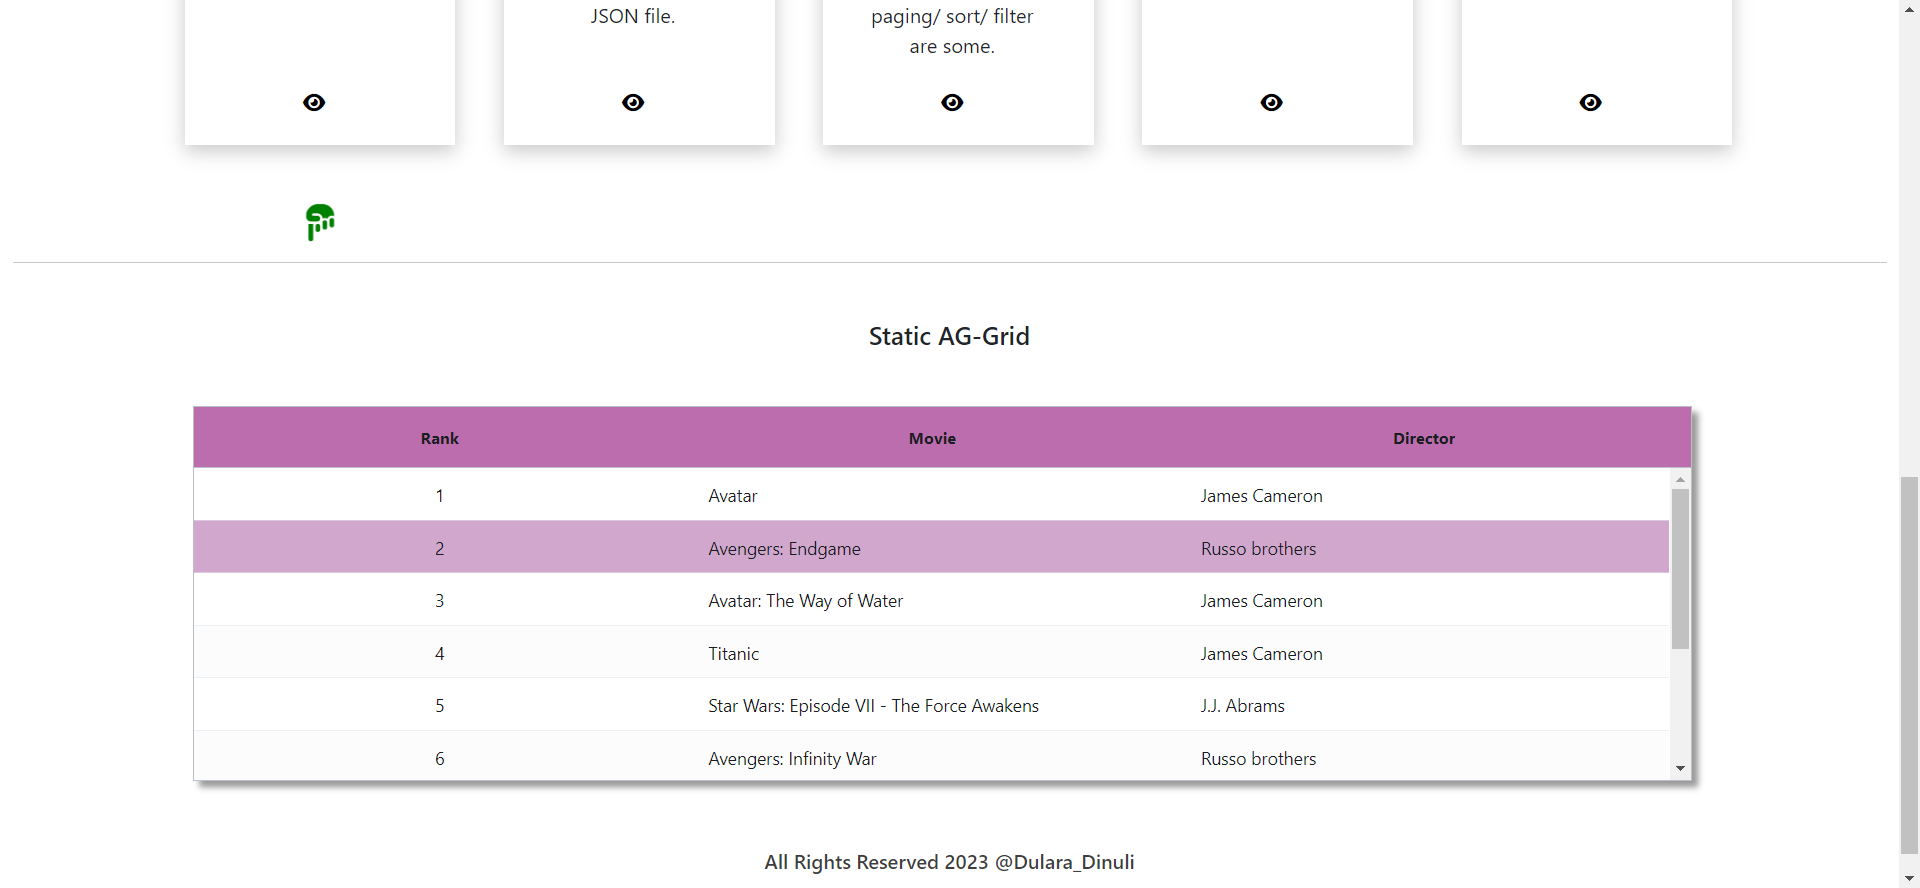 JSON file.
paging/ sort/ filter
are some.
Static AG-Grid
Rank Movie Director
1 Avatar James Cameron
2 Avengers: Endgame Russo brothers
3 Avatar: The Way of Water James Cameron
4 Titanic James Cameron
5 Star Wars: Episode VII - The Force Awakens J.J. Abrams
6 Avengers: Infinity War Russo brothers
All Rights Reserved 2023 @Dulara_Dinuli